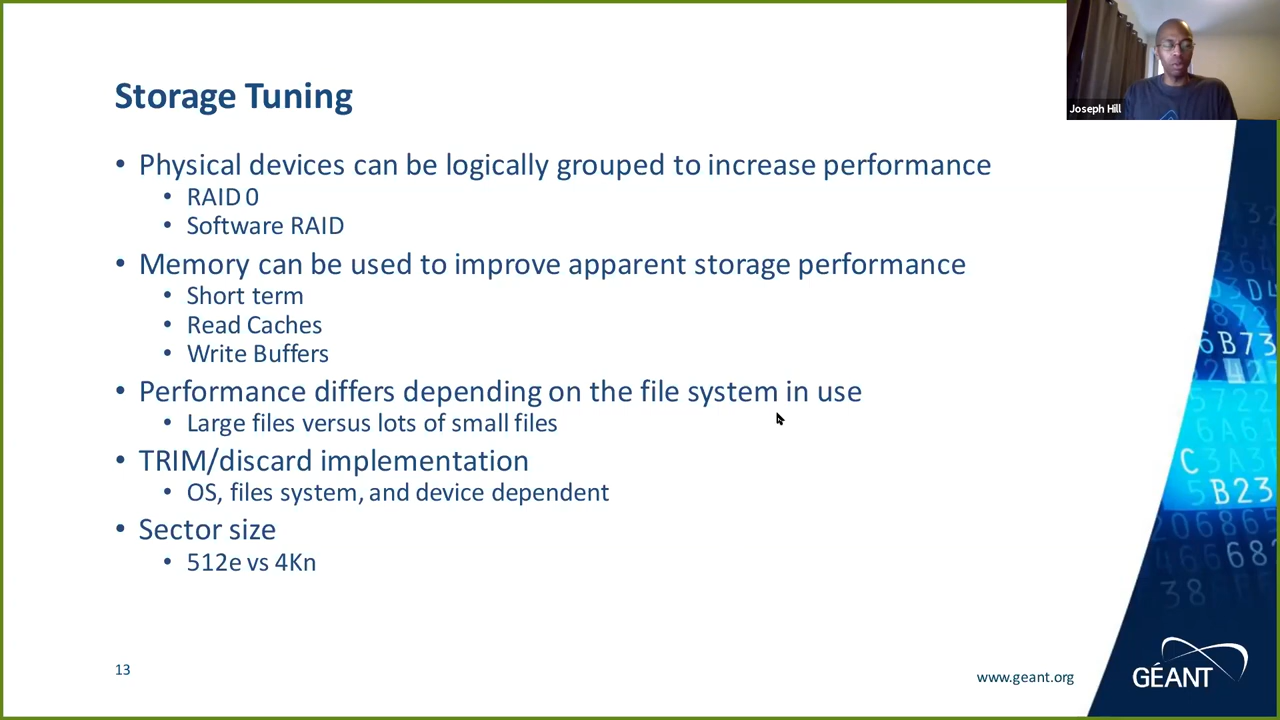 Storage Tuning
• Physical devices can be logically grouped to increase performance
• RAID 0
• Software RAID
• Memory can be used to improve apparent storage performance
• Short term
• Read Caches
• Write Buffers
• Performance differs depending on the file system in use
• Large files versus lots of small files
• TRIM/discard implementation
• OS, files system, and device dependent
• Sector size
• 512e vs 4Kn
13
www.geant.org
GÉANT
Joseph Hill
6B73
C
B23